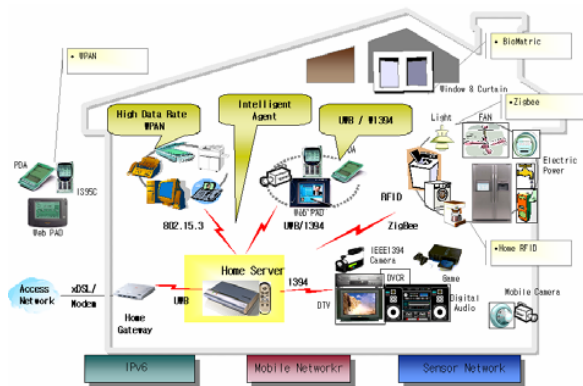 • BioMatric
• WPAN
Window & Curtain
High Data Rate
WPAN
Intelligent
Agent
UWB / W1394
• Zigbee
Light
FAN
PDA
IS95C
Electric
Power
Web PAD
RFID
Web PAD
802.15.3
UWB/1394
ZigBee
• Home RFID
IEEE1394
Camera
Home Server
Game
Access
Network
xDSL/
Modem
UWB
1394
DVCR
DTV
Digital
Audio
Mobile Camera
Home
Gateway
IPv6
Mobile Networkr
Sensor Network